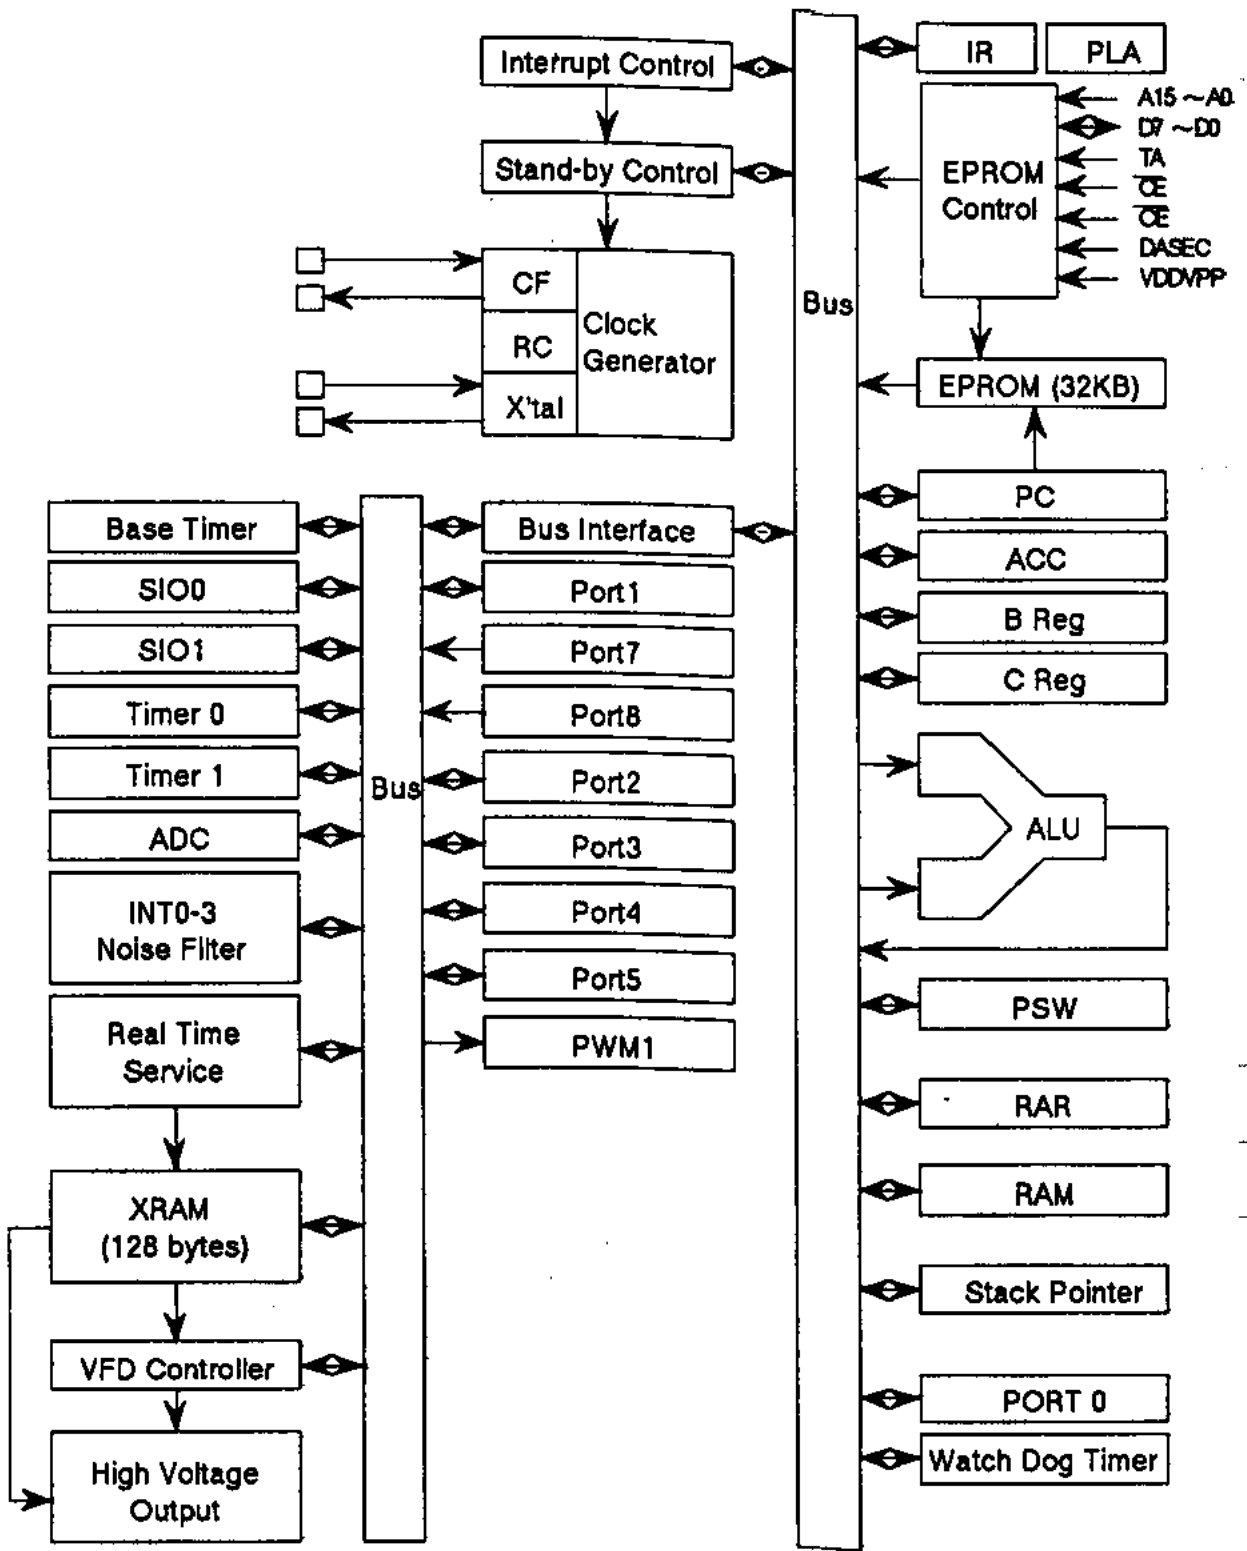 Interrupt Control
Stand-by Control
CF
RC
X'tal
Clock
Generator
Bus
IR
PLA
EPROM
Control
A15 ~A0
D7 ~D0
TA
CE
OE
DASEC
VDDVPP
EPROM (32KB)
PC
ACC
B Reg
C Reg
ALU
PSW
RAR
RAM
Stack Pointer
PORT 0
Watch Dog Timer
Base Timer
SIO0
SIO1
Timer 0
Timer 1
ADC
INT0-3
Noise Filter
Real Time
Service
XRAM
(128 bytes)
VFD Controller
High Voltage
Output
Bus
Bus Interface
Port1
Port7
Port8
Port2
Port3
Port4
Port5
PWM1